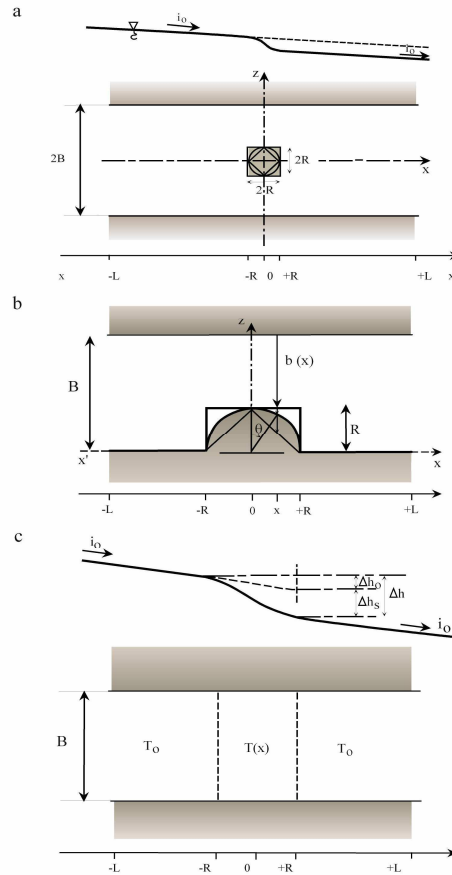 a
i₀
i₀
z
2B
2R
2 R
x
x -L -R 0 +R +L x
b
z
b (x)
B
θ
R
x' x
-L -R 0 x +R +L
c
i₀
Δh₀
Δh
Δhₛ
i₀
B
T₀ T(x) T₀
-L -R 0 +R +L